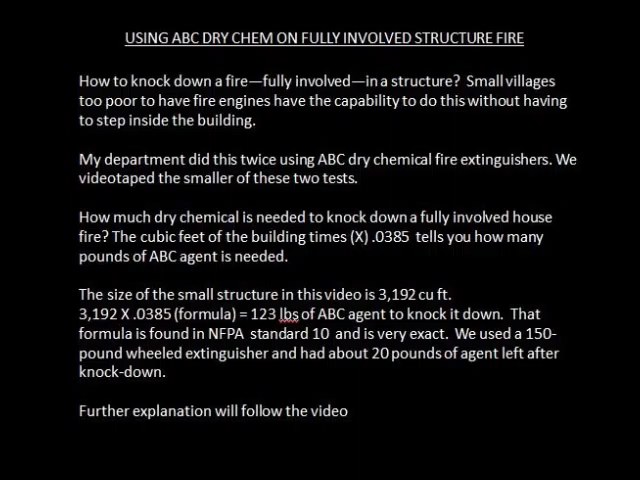 USING ABC DRY CHEM ON FULLY INVOLVED STRUCTURE FIRE
How to knock down a fire—fully involved—in a structure? Small villages
too poor to have fire engines have the capability to do this without having
to step inside the building.
My department did this twice using ABC dry chemical fire extinguishers. We
videotaped the smaller of these two tests.
How much dry chemical is needed to knock down a fully involved house
fire? The cubic feet of the building times (X) .0385 tells you how many
pounds of ABC agent is needed.
The size of the small structure in this video is 3,192 cu ft.
3,192 X .0385 (formula) = 123 lbs of ABC agent to knock it down. That
formula is found in NFPA standard 10 and is very exact. We used a 150-
pound wheeled extinguisher and had about 20 pounds of agent left after
knock-down.
Further explanation will follow the video